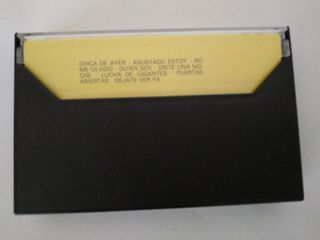 CHICA DE AYER - ASUSTADO ESTOY - NO
ME OLVIDO - QUIEN SOY - GRITE UNA NO-
CHE - LUCHA DE GIGANTES - PUERTAS
ABIERTAS - DEJATE VER YA